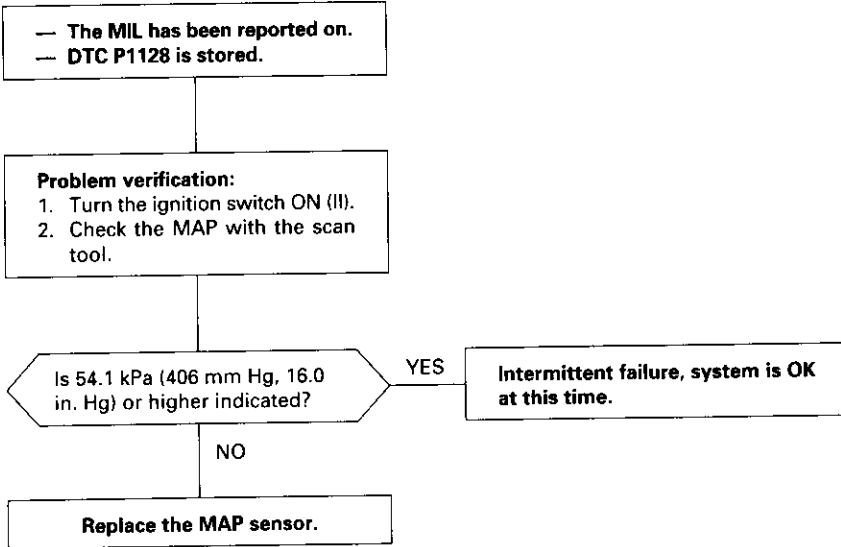 — The MIL has been reported on.
— DTC P1128 is stored.
Problem verification:
1. Turn the ignition switch ON (II).
2. Check the MAP with the scan
tool.
Is 54.1 kPa (406 mm Hg, 16.0
in. Hg) or higher indicated?
YES
Intermittent failure, system is OK
at this time.
NO
Replace the MAP sensor.